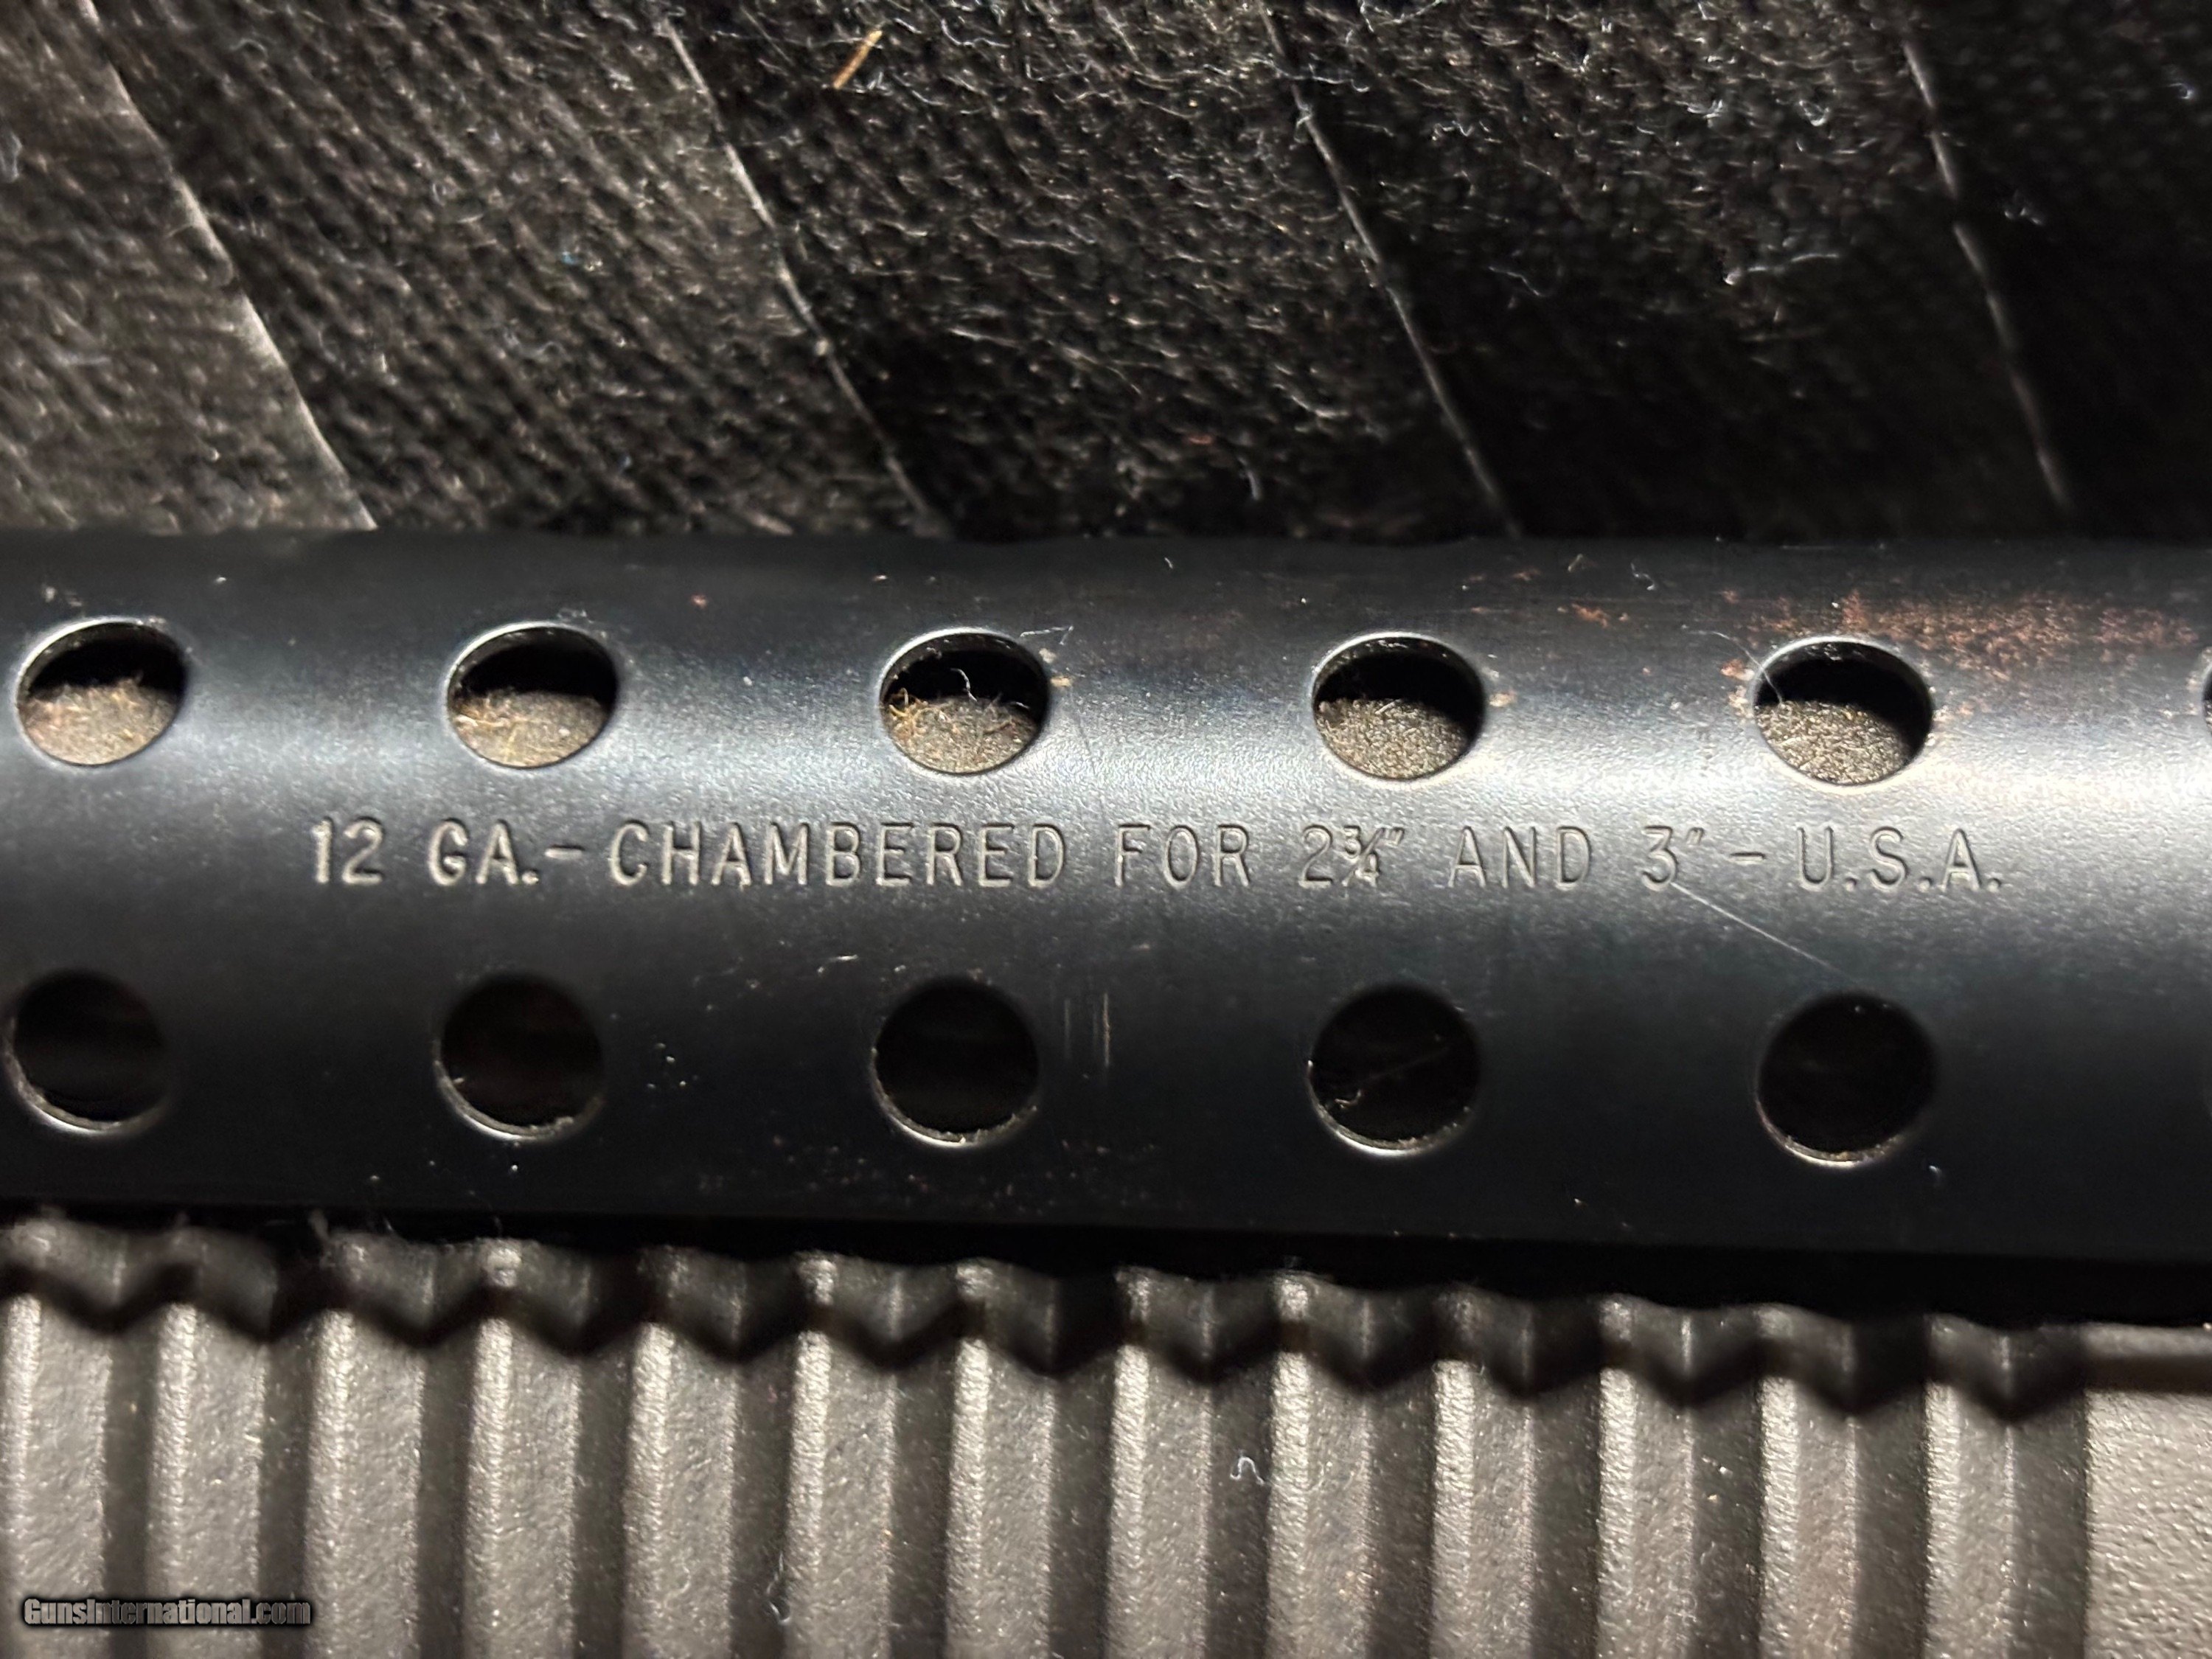 12 GA.-CHAMBERED FOR 2¾" AND 3"-U.S.A.
GunsInternational.com